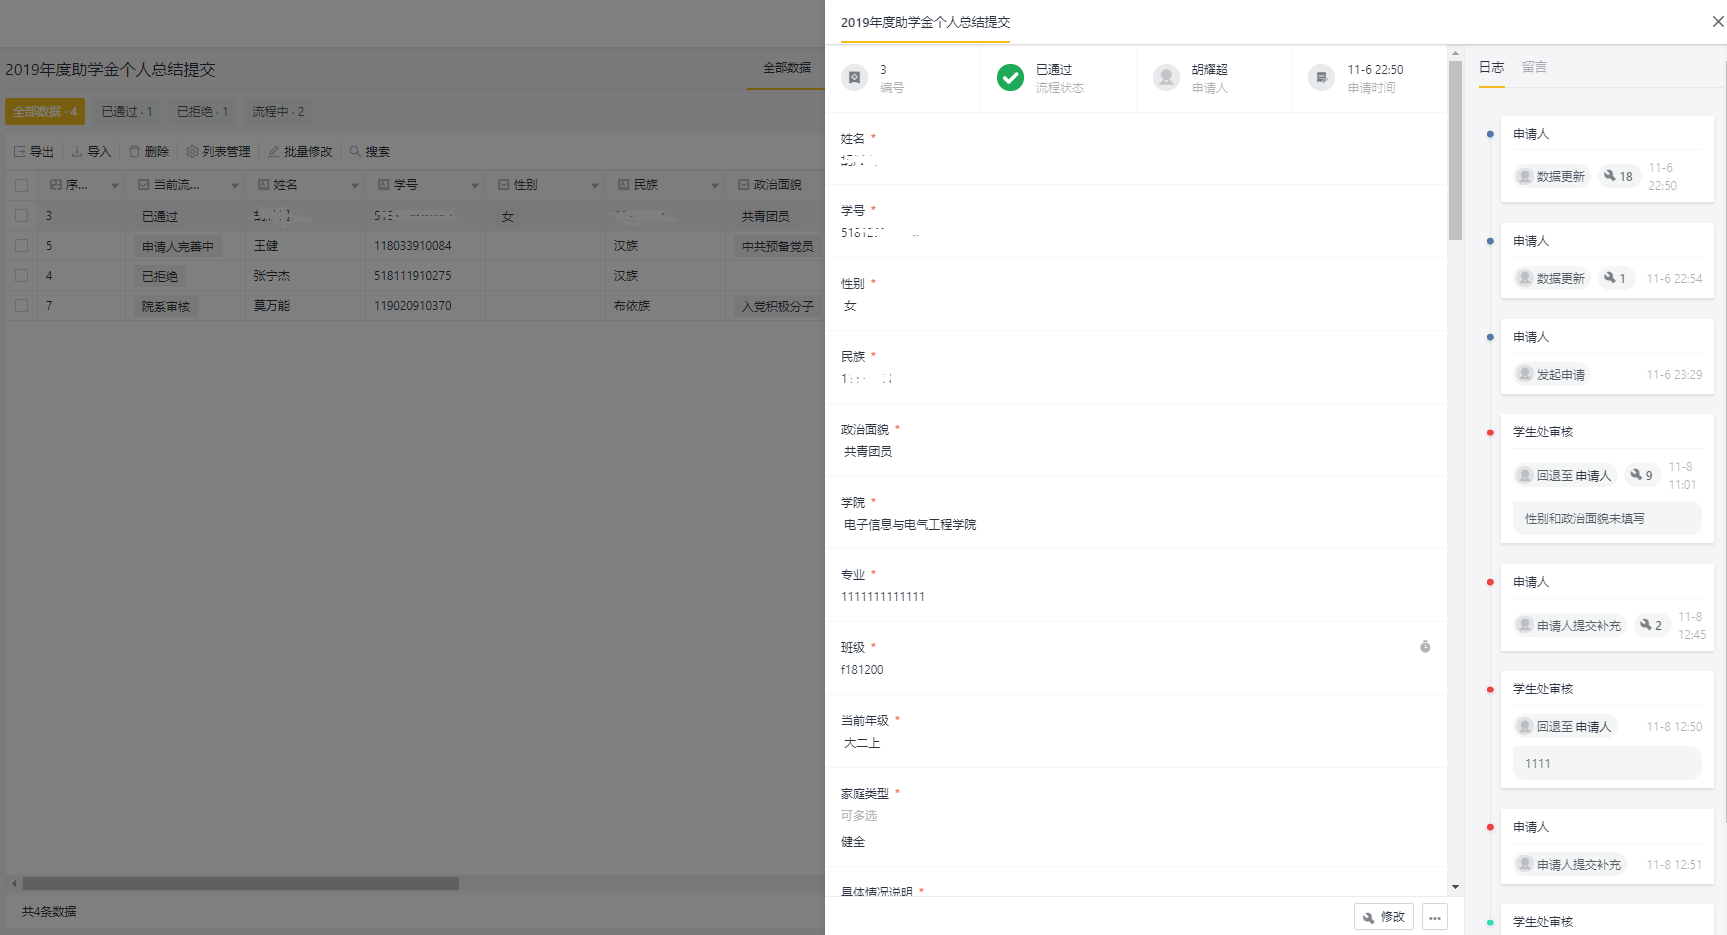 2019年度助学金个人总结提交
全部数据
全部数据 · 4
已通过 · 1
已拒绝 · 1
流程中 · 2
导出
导入
删除
列表管理
批量修改
搜索
序...
当前流...
姓名
学号
性别
民族
政治面貌
3
已通过
女
共青团员
5
申请人完善中
王健
118033910084
汉族
中共预备党员
4
已拒绝
张宁杰
518111910275
汉族
7
院系审核
莫万能
119020910370
布依族
入党积极分子
共4条数据
2019年度助学金个人总结提交
3
编号
已通过
流程状态
胡耀超
申请人
11-6 22:50
申请时间
姓名 *
学号 *
性别 *
女
民族 *
政治面貌 *
共青团员
学院 *
电子信息与电气工程学院
专业 *
1111111111111
班级 *
f181200
当前年级 *
大二上
家庭类型 *
可多选
健全
具体情况说明 *
修改
...
日志
留言
申请人
数据更新
18
11-6
22:50
申请人
数据更新
1
11-6 22:54
申请人
发起申请
11-6 23:29
学生处审核
回退至 申请人
9
11-8
11:01
性别和政治面貌未填写
申请人
申请人提交补充
2
11-8
12:45
学生处审核
回退至 申请人
11-8 12:50
1111
申请人
申请人提交补充
11-8 12:51
学生处审核